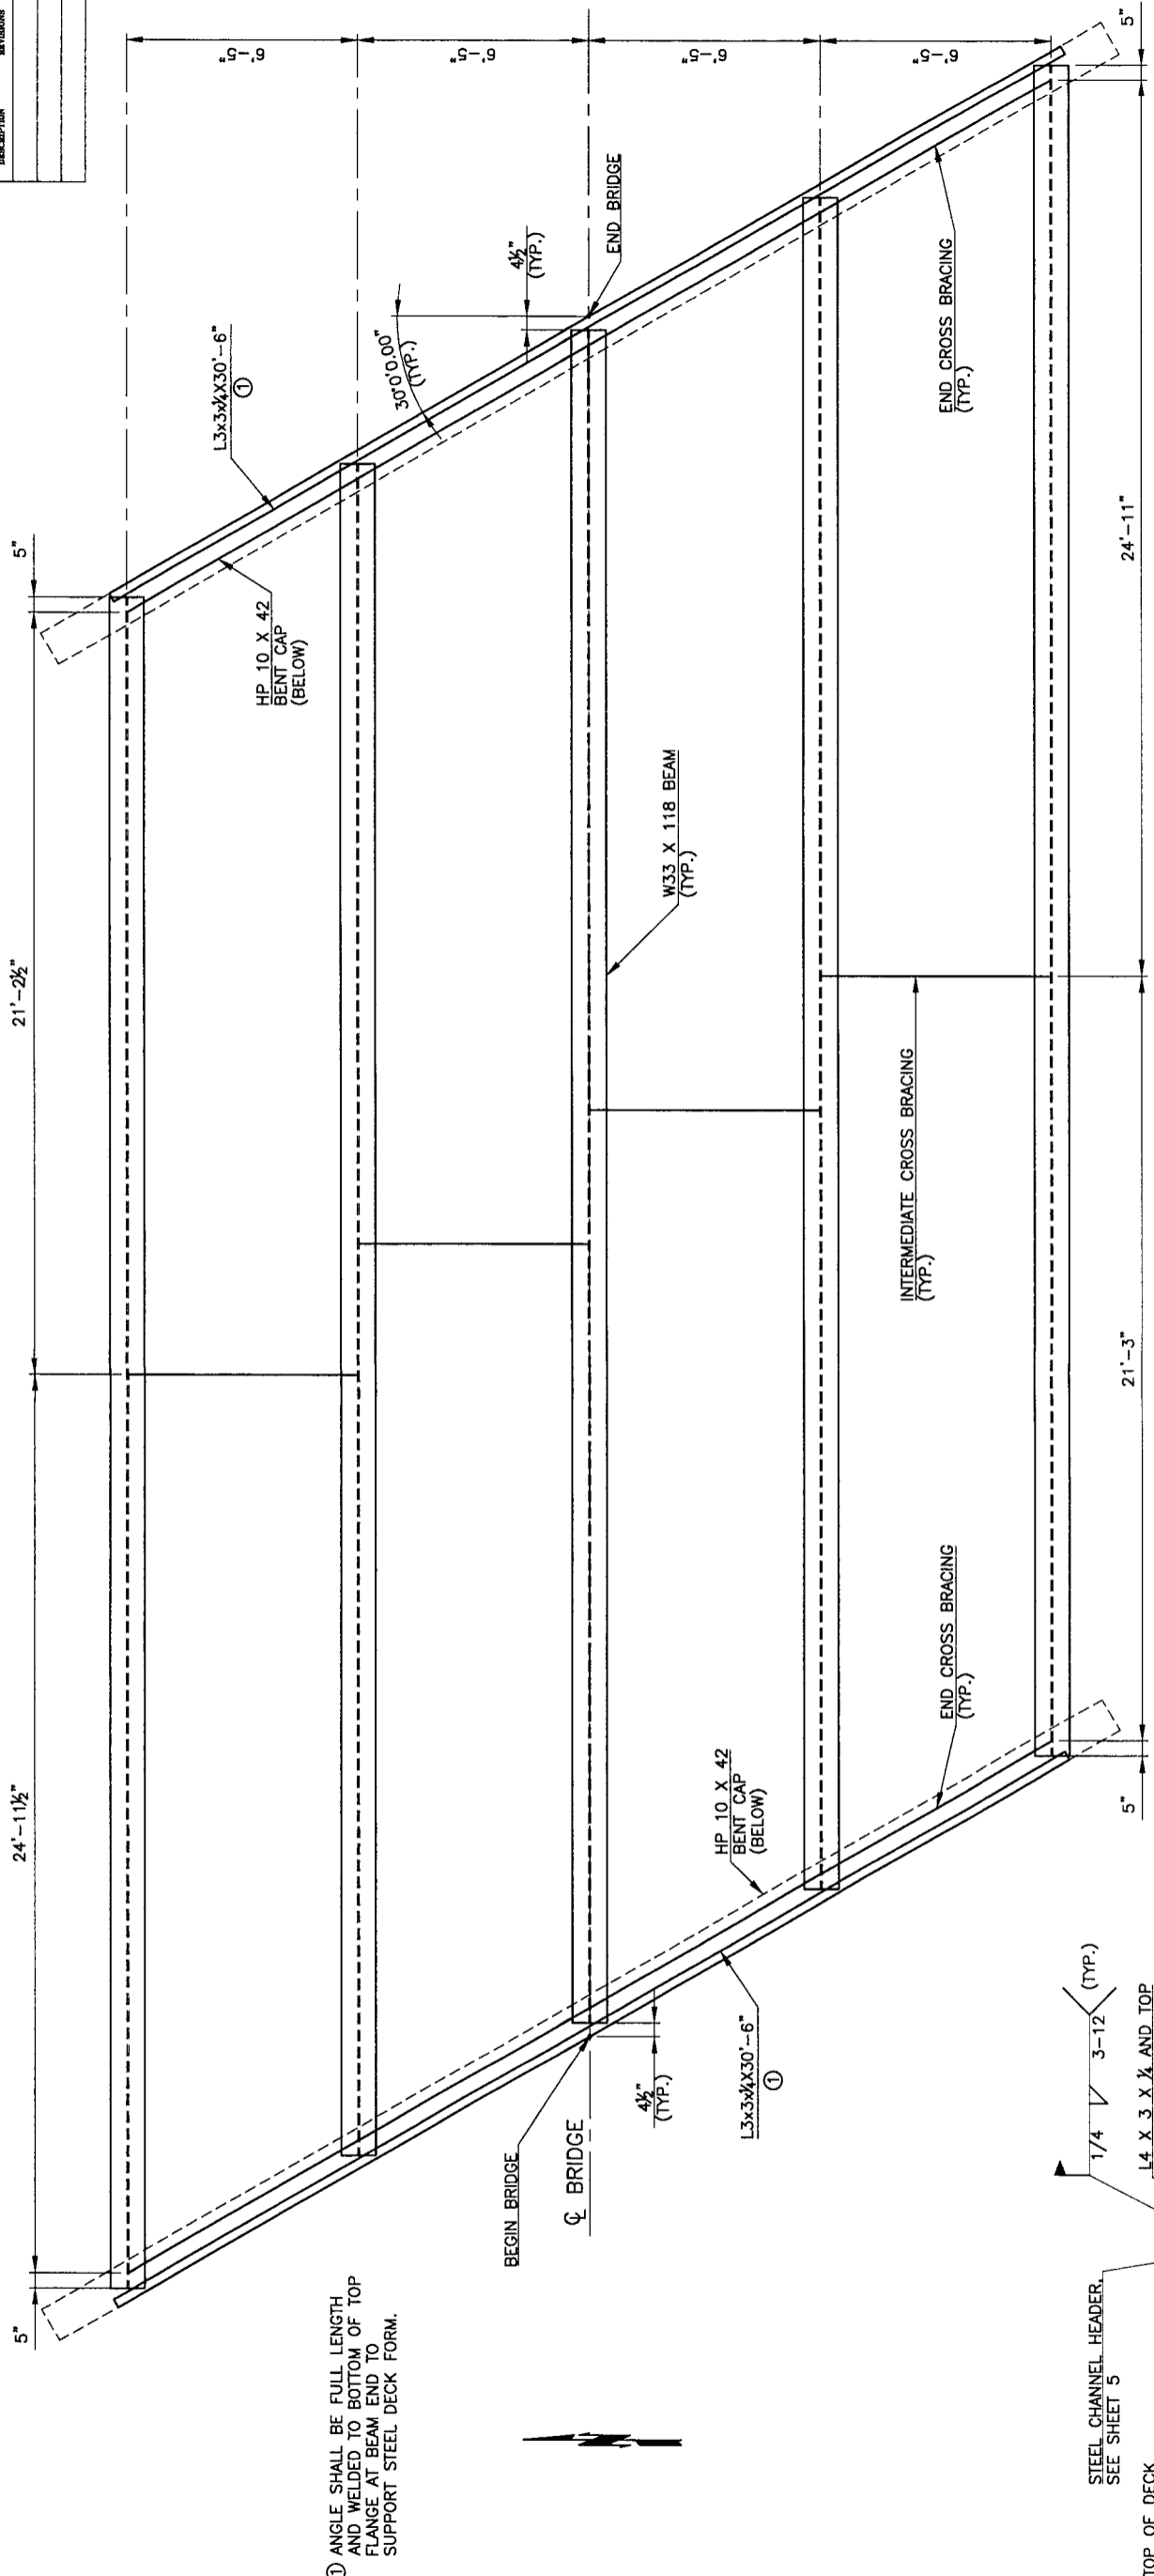 DESCRIPTION
REVISIONS
5"
24'-11½"
21'-2½"
5"
6'-5"
6'-5"
6'-5"
6'-5"
L3x3x¼X30'-6"
①
HP 10 X 42
BENT CAP
(BELOW)
30°0'0.00"
(TYP.)
4½"
(TYP.)
END BRIDGE
① ANGLE SHALL BE FULL LENGTH
AND WELDED TO BOTTOM OF TOP
FLANGE AT BEAM END TO
SUPPORT STEEL DECK FORM.
BEGIN BRIDGE
℄ BRIDGE
4½"
(TYP.)
L3x3x¼X30'-6"
①
HP 10 X 42
BENT CAP
(BELOW)
W33 X 118 BEAM
(TYP.)
END CROSS BRACING
(TYP.)
INTERMEDIATE CROSS BRACING
(TYP.)
END CROSS BRACING
(TYP.)
5"
21'-3"
24'-11"
5"
1/4
3-12
(TYP.)
L4 X 3 X ¼ AND TOP
STEEL CHANNEL HEADER,
SEE SHEET 5
TOP OF DECK